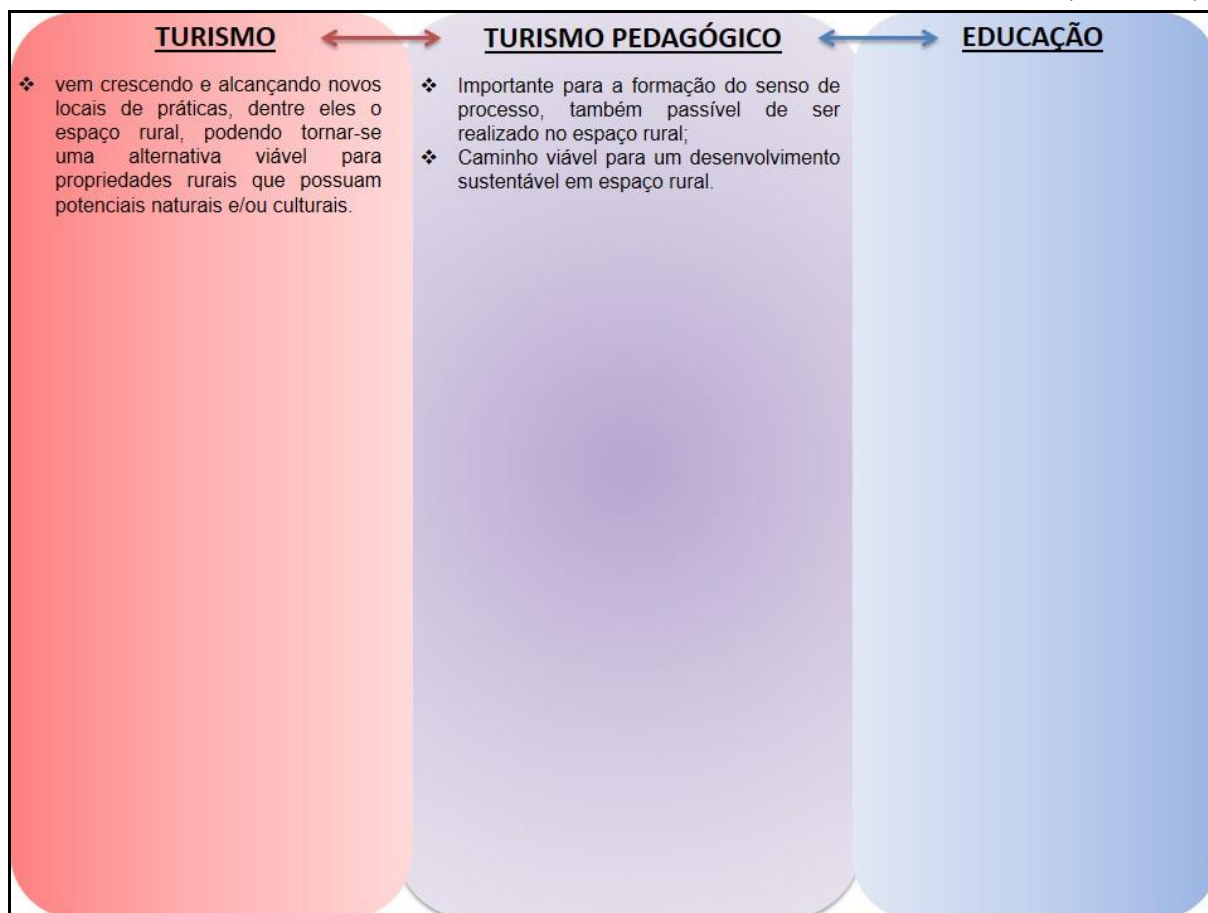 TURISMO
TURISMO PEDAGÓGICO
EDUCAÇÃO
❖ vem crescendo e alcançando novos
locais de práticas, dentre eles o
espaço rural, podendo tornar-se
uma alternativa viável para
propriedades rurais que possuam
potenciais naturais e/ou culturais.
❖ Importante para a formação do senso de
processo, também passível de ser
realizado no espaço rural;
❖ Caminho viável para um desenvolvimento
sustentável em espaço rural.